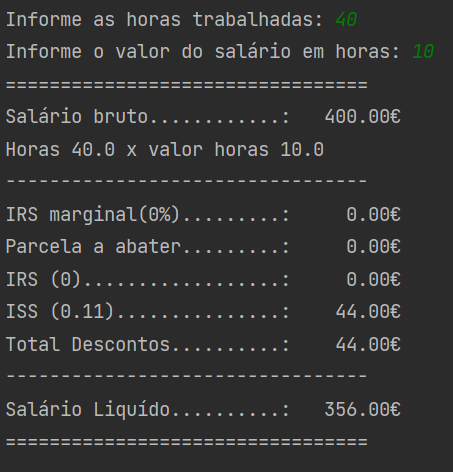 Informe as horas trabalhadas: 40
Informe o valor do salário em horas: 10
=================================
Salário bruto............:   400.00€
Horas 40.0 x valor horas 10.0
---------------------------------
IRS marginal(0%).........:     0.00€
Parcela a abater.........:     0.00€
IRS (0)..................:     0.00€
ISS (0.11)...............:    44.00€
Total Descontos..........:    44.00€
---------------------------------
Salário Liquído..........:   356.00€
=================================